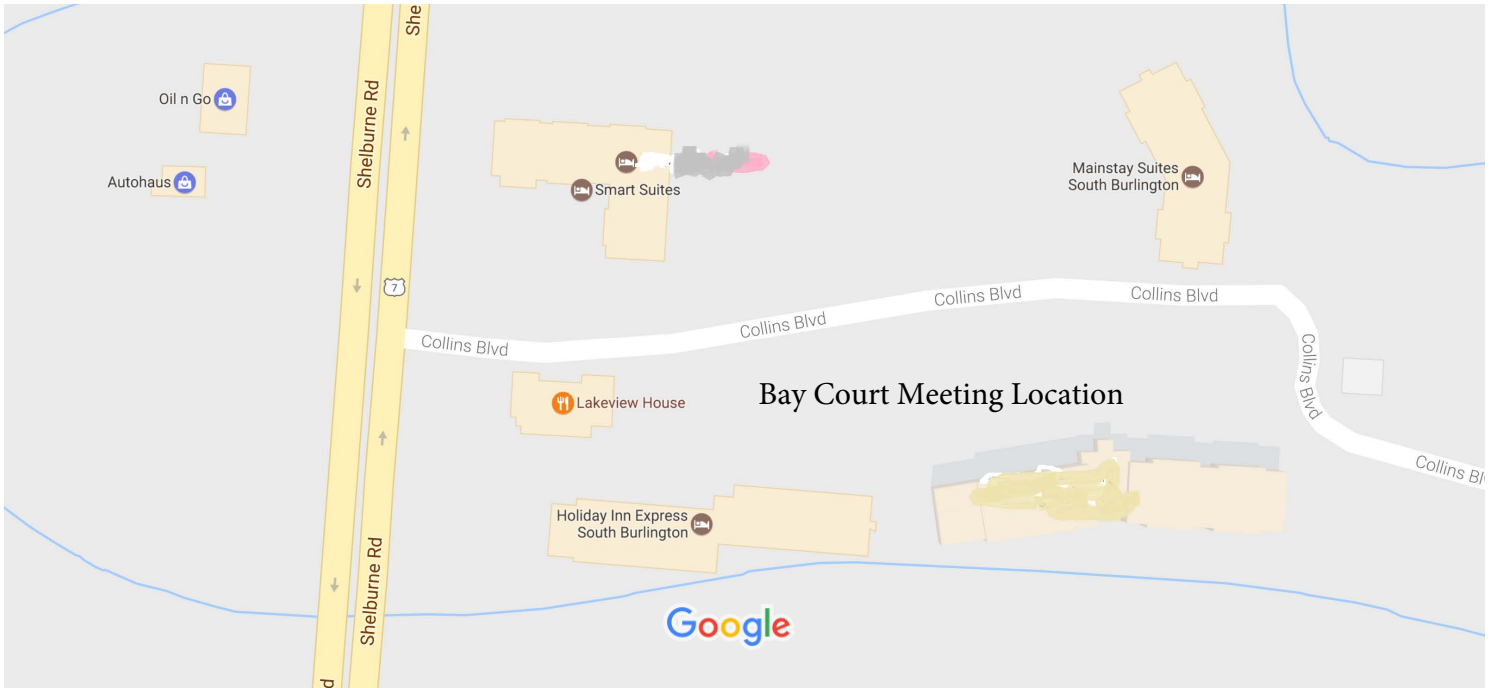 She
Shelburne Rd
Oil n Go
Autohaus
Smart Suites
Mainstay Suites
South Burlington
7
Collins Blvd
Collins Blvd
Collins Blvd
Collins Blvd
Collins Blvd
Collins Blv
Lakeview House
Bay Court Meeting Location
Holiday Inn Express
South Burlington
Shelburne Rd
d
Google